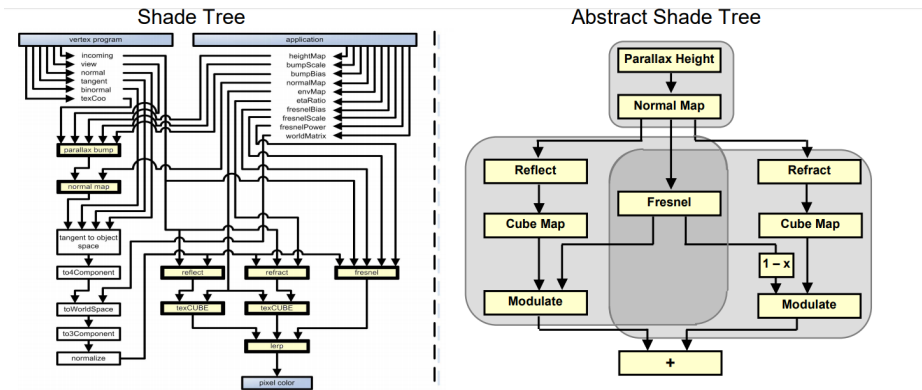 Shade Tree
Abstract Shade Tree
vertex program
application
incoming
view
normal
tangent
binormal
texCoo
heightMap
bumpScale
bumpBias
normalMap
envMap
etaRatio
fresnelBias
fresnelScale
fresnelPower
worldMatrix
parallax bump
normal map
tangent to object
space
to4Component
toWorldSpace
to3Component
normalize
reflect
refract
fresnel
texCUBE
texCUBE
lerp
pixel color
Parallax Height
Normal Map
Reflect
Refract
Fresnel
Cube Map
Cube Map
1 – x
Modulate
Modulate
+